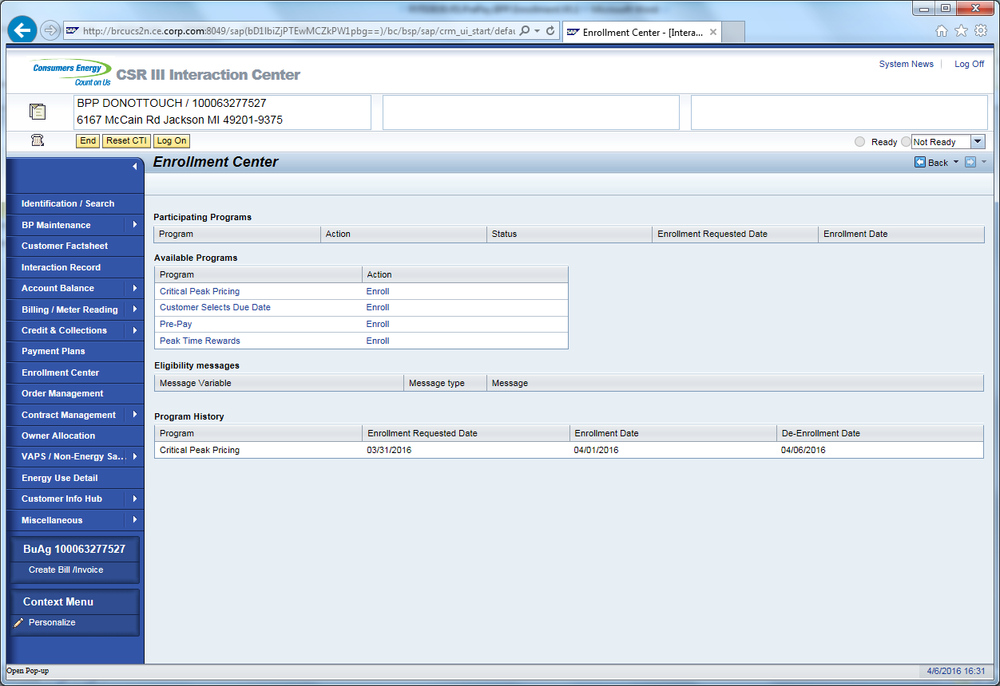 http://brcucs2n.ce.corp.com:8049/sap(bD1lbiZjPTEwMCZkPW1pbg==)/bc/bsp/sap/crm_ui_start/defau
SAP Enrollment Center - [Intera...
Consumers Energy
Count on Us
CSR III Interaction Center
System News
Log Off
BPP DONOTTOUCH / 100063277527
6167 McCain Rd Jackson MI 49201-9375
End Reset CTI Log On
Ready Not Ready
Enrollment Center
Back
Identification / Search
BP Maintenance
Customer Factsheet
Interaction Record
Account Balance
Billing / Meter Reading
Credit & Collections
Payment Plans
Enrollment Center
Order Management
Contract Management
Owner Allocation
VAPS / Non-Energy Sa...
Energy Use Detail
Customer Info Hub
Miscellaneous
BuAg 100063277527
Create Bill /Invoice
Context Menu
Personalize
Participating Programs
Program Action Status Enrollment Requested Date Enrollment Date
Available Programs
Program Action
Critical Peak Pricing Enroll
Customer Selects Due Date Enroll
Pre-Pay Enroll
Peak Time Rewards Enroll
Eligibility messages
Message Variable Message type Message
Program History
Program Enrollment Requested Date Enrollment Date De-Enrollment Date
Critical Peak Pricing 03/31/2016 04/01/2016 04/06/2016
Open Pop-up
4/6/2016 16:31